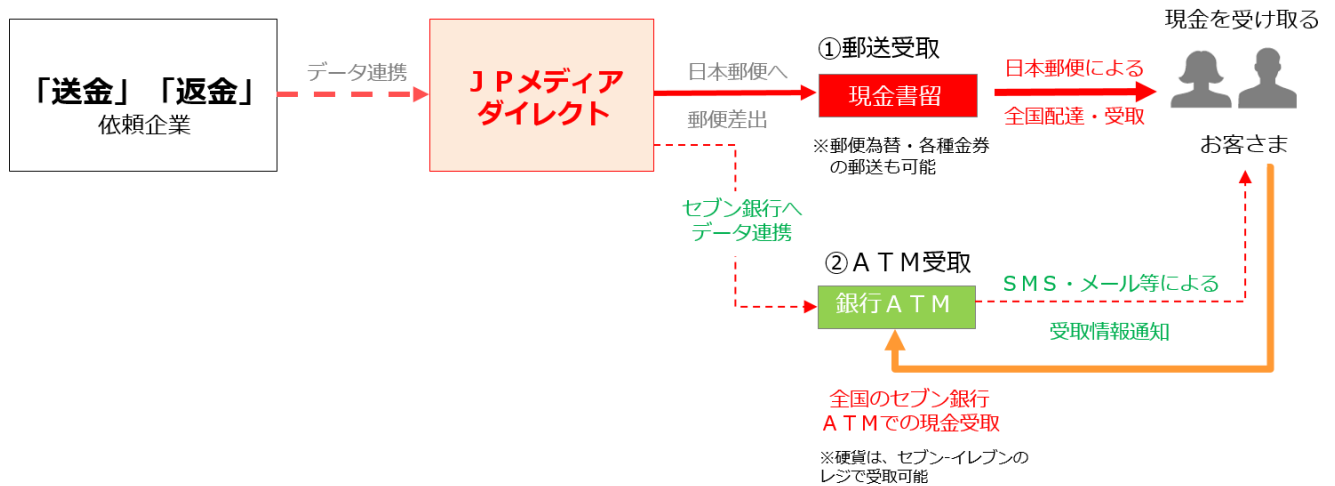 「送金」「返金」
依頼企業
データ連携
ＪＰメディア
ダイレクト
日本郵便へ
郵便差出
①郵送受取
現金書留
※郵便為替・各種金券
の郵送も可能
日本郵便による
全国配達・受取
現金を受け取る
お客さま
セブン銀行へ
データ連携
②ＡＴＭ受取
銀行ＡＴＭ
ＳＭＳ・メール等による
受取情報通知
全国のセブン銀行
ＡＴＭでの現金受取
※硬貨は、セブン-イレブンの
レジで受取可能